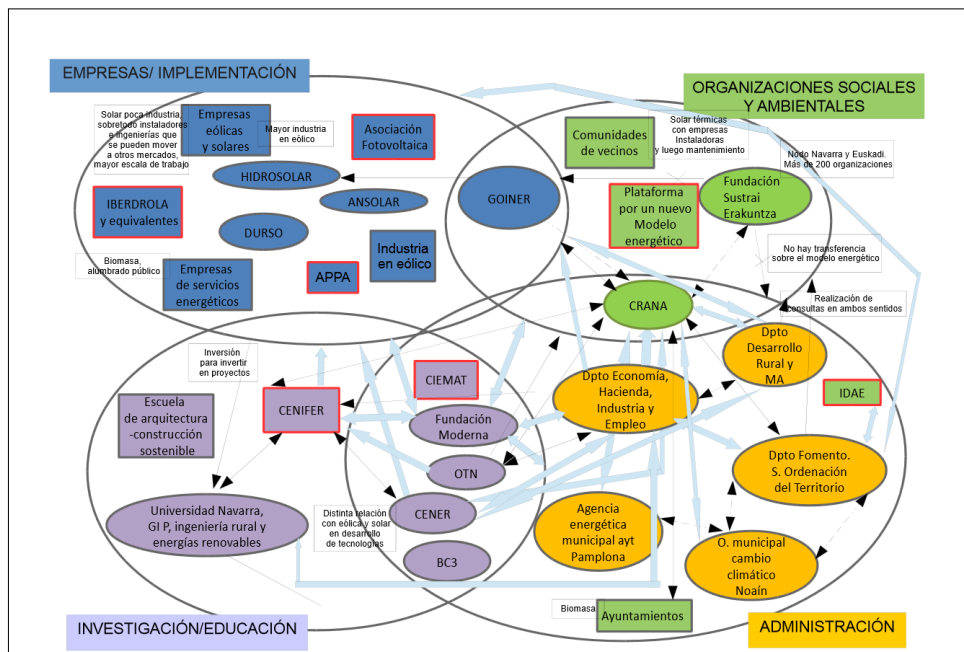 EMPRESAS/ IMPLEMENTACIÓN
ORGANIZACIONES SOCIALES
Y AMBIENTALES
Solar poca industria,
sobretodo instaladores
e Ingenierías que
se pueden mover
a otros mercados,
mayor escala de trabajo
Empresas
eólicas
y solares
Mayor industria
en eólico
Asociación
Fotovoltaica
Comunidades
de vecinos
Solar térmicas
con empresas
Instaladoras
y luego mantenimiento
Nodo Navarra y Euskadi.
Más de 200 organizaciones
HIDROSOLAR
ANSOLAR
GOINER
IBERDROLA
y equivalentes
DURSO
Plataforma
por un nuevo
Modelo
energético
Fundación
Sustrai
Erakuntza
Biomasa,
alumbrado público
Empresas
de servicios
energéticos
APPA
Industria
en eólico
No hay transferencia
sobre el modelo energético
CRANA
Realización de
consultas en ambos sentidos
Inversión
para invertir
en proyectos
CIEMAT
Dpto Economía,
Hacienda,
Industria y
Empleo
Dpto
Desarrollo
Rural y
MA
IDAE
Escuela
de arquitectura
-construcción
sostenible
CENIFER
Fundación
Moderna
OTN
Dpto Fomento.
S. Ordenación
del Territorio
Universidad Navarra,
GI P, ingeniería rural y
energías renovables
Distinta relación
con eólica y solar
en desarrollo
de tecnologías
CENER
BC3
Agencia
energética
municipal ayt
Pamplona
O. municipal
cambio
climático
Noaín
Biomasa
Ayuntamientos
INVESTIGACIÓN/EDUCACIÓN
ADMINISTRACIÓN